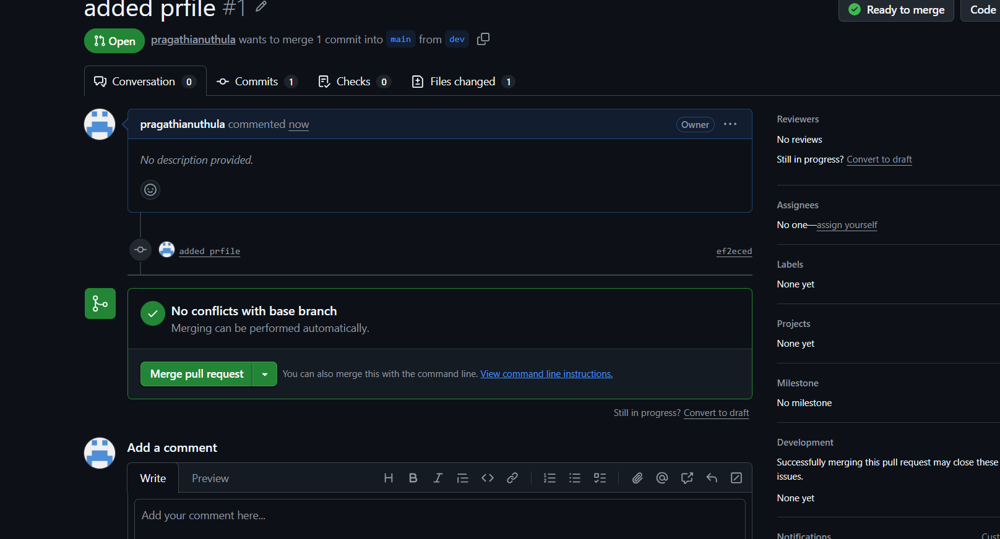 added prfile #1
Ready to merge
Code
Open
pragathianuthula wants to merge 1 commit into main from dev
Conversation 0
Commits 1
Checks 0
Files changed 1
pragathianuthula commented now
Owner
No description provided.
added prfile
ef2eced
No conflicts with base branch
Merging can be performed automatically.
Merge pull request
You can also merge this with the command line. View command line instructions.
Still in progress? Convert to draft
Add a comment
Write
Preview
Add your comment here...
Reviewers
No reviews
Still in progress? Convert to draft
Assignees
No one—assign yourself
Labels
None yet
Projects
None yet
Milestone
No milestone
Development
Successfully merging this pull request may close these
issues.
None yet
Notifications
Cust